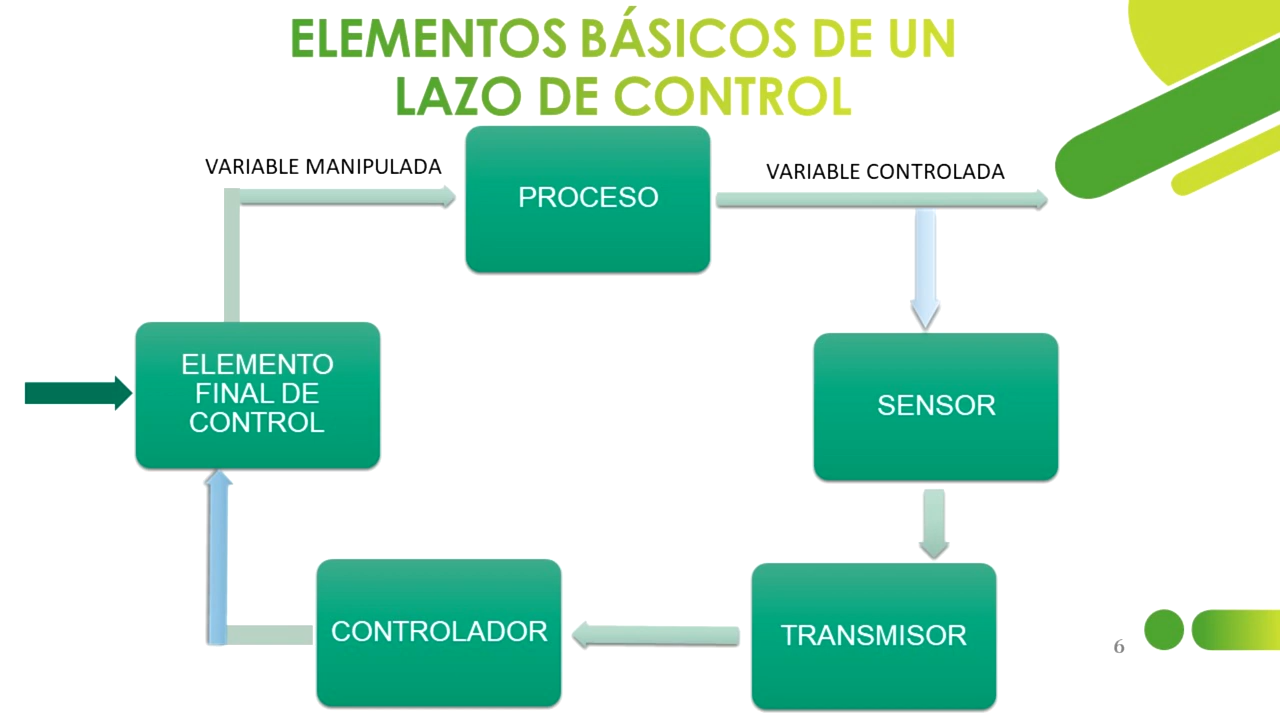 ELEMENTOS BÁSICOS DE UN
LAZO DE CONTROL
VARIABLE MANIPULADA
PROCESO
VARIABLE CONTROLADA
ELEMENTO
FINAL DE
CONTROL
SENSOR
CONTROLADOR
TRANSMISOR
6